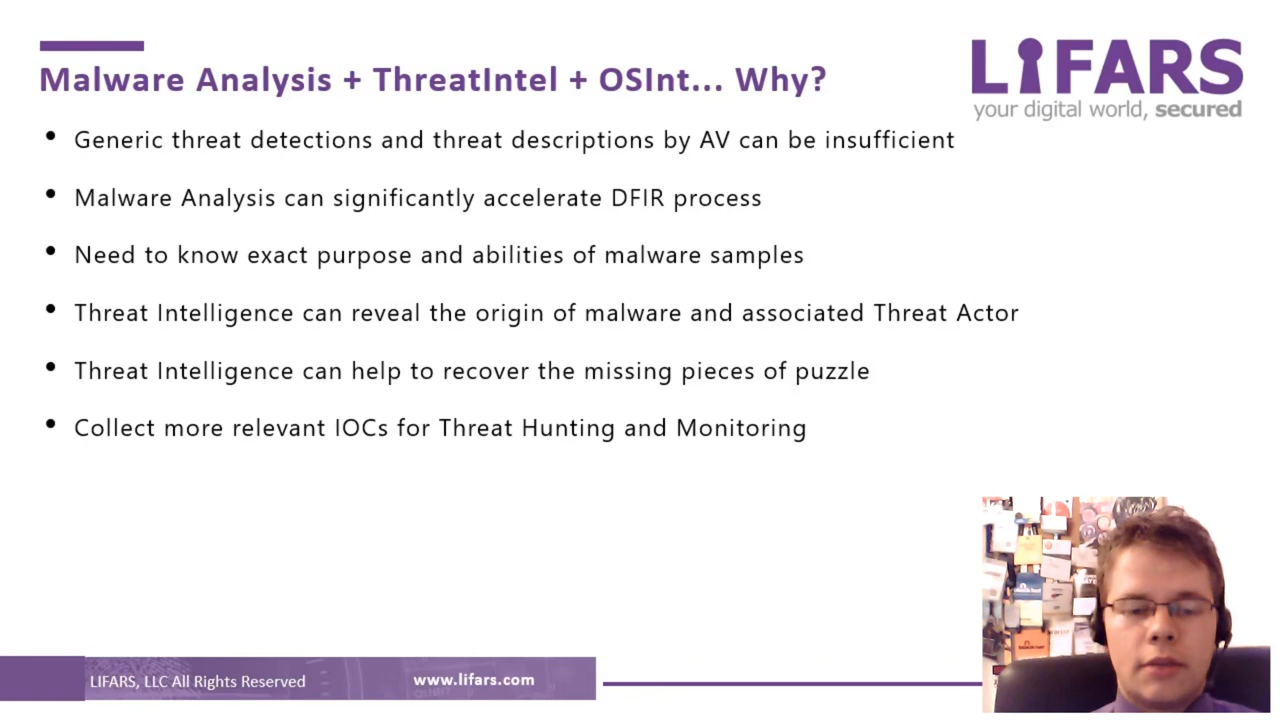 Malware Analysis + ThreatIntel + OSInt... Why?
LIFARS
your digital world, secured
• Generic threat detections and threat descriptions by AV can be insufficient
• Malware Analysis can significantly accelerate DFIR process
• Need to know exact purpose and abilities of malware samples
• Threat Intelligence can reveal the origin of malware and associated Threat Actor
• Threat Intelligence can help to recover the missing pieces of puzzle
• Collect more relevant IOCs for Threat Hunting and Monitoring
LIFARS, LLC All Rights Reserved
www.lifars.com